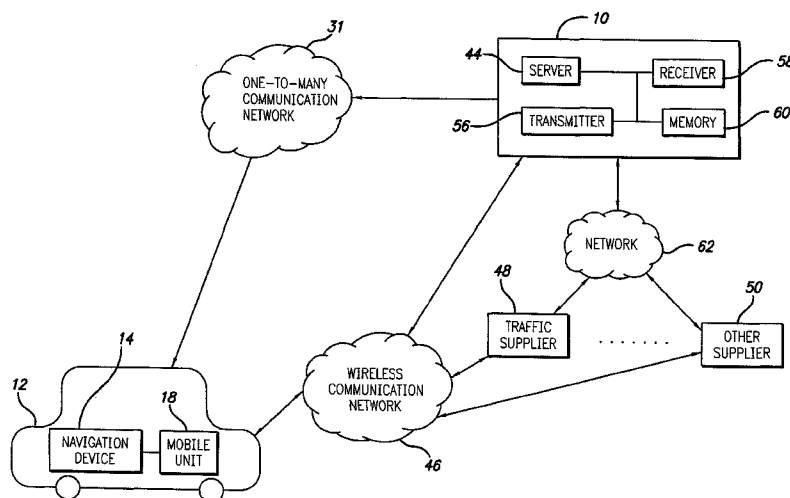 31
ONE-TO-MANY
COMMUNICATION
NETWORK
10
44
SERVER
RECEIVER
58
56
TRANSMITTER
MEMORY
60
NETWORK
62
48
TRAFFIC
SUPPLIER
. . . . . . .
50
OTHER
SUPPLIER
WIRELESS
COMMUNICATION
NETWORK
46
12
14
NAVIGATION
DEVICE
18
MOBILE
UNIT